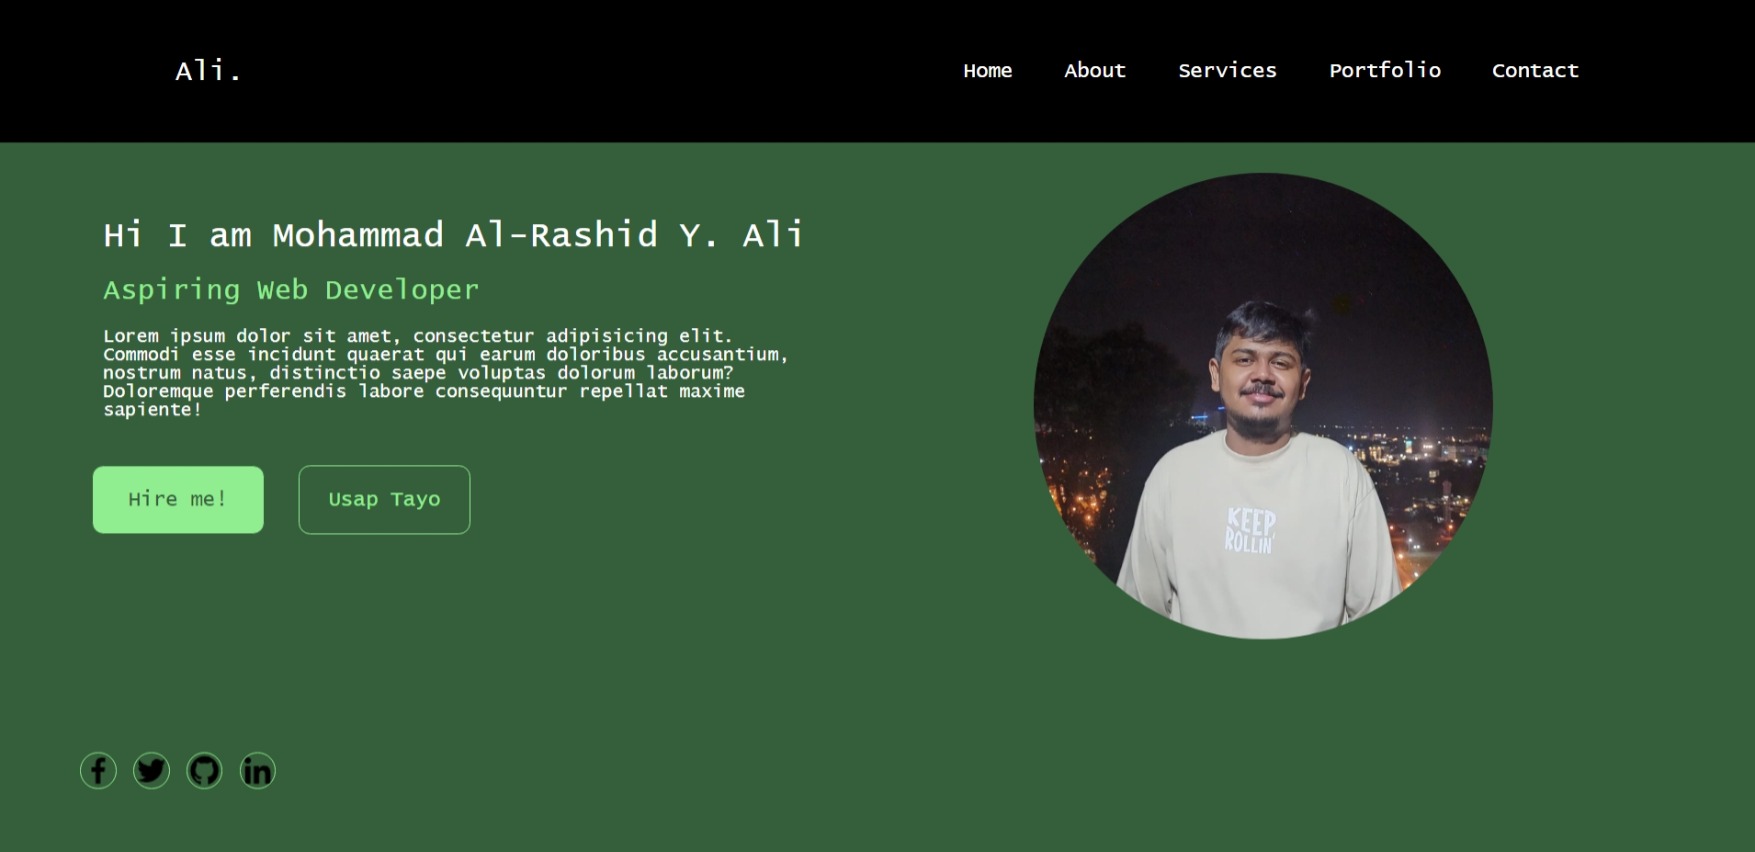 Ali.
Home About Services Portfolio Contact
Hi I am Mohammad Al-Rashid Y. Ali
Aspiring Web Developer
Lorem ipsum dolor sit amet, consectetur adipisicing elit.
Commodi esse incidunt quaerat qui earum doloribus accusantium,
nostrum natus, distinctio saepe voluptas dolorum laborum?
Doloremque perferendis labore consequuntur repellat maxime
sapiente!
KEEP
ROLLIN
Hire me! Usap Tayo